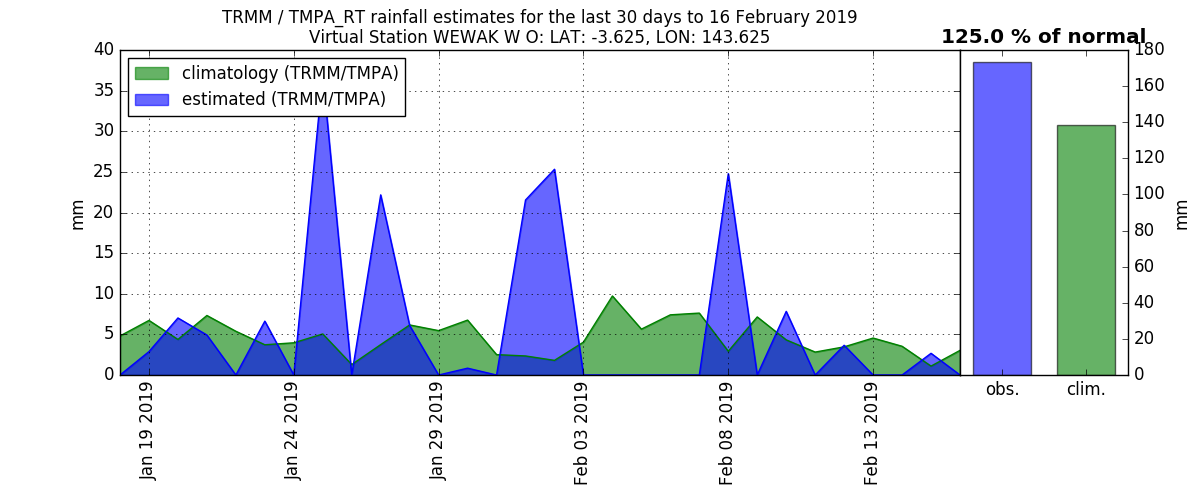 TRMM / TMPA_RT rainfall estimates for the last 30 days to 16 February 2019
Virtual Station WEWAK W O: LAT: -3.625, LON: 143.625
125.0 % of normal
climatology (TRMM/TMPA)
estimated (TRMM/TMPA)
40
35
30
25
20
15
10
5
0
mm
Jan 19 2019
Jan 24 2019
Jan 29 2019
Feb 03 2019
Feb 08 2019
Feb 13 2019
180
160
140
120
100
80
60
40
20
0
mm
obs.
clim.